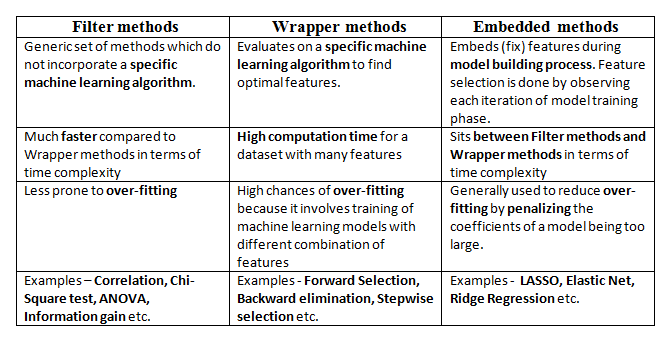 Filter methods
Wrapper methods
Embedded methods
Generic set of methods which do
not incorporate a specific
machine learning algorithm.
Evaluates on a specific machine
learning algorithm to find
optimal features.
Embeds (fix) features during
model building process. Feature
selection is done by observing
each iteration of model training
phase.
Much faster compared to
Wrapper methods in terms of
time complexity
High computation time for a
dataset with many features
Sits between Filter methods and
Wrapper methods in terms of
time complexity
Less prone to over-fitting
High chances of over-fitting
because it involves training of
machine learning models with
different combination of
features
Generally used to reduce over-
fitting by penalizing the
coefficients of a model being too
large.
Examples – Correlation, Chi-
Square test, ANOVA,
Information gain etc.
Examples - Forward Selection,
Backward elimination, Stepwise
selection etc.
Examples - LASSO, Elastic Net,
Ridge Regression etc.